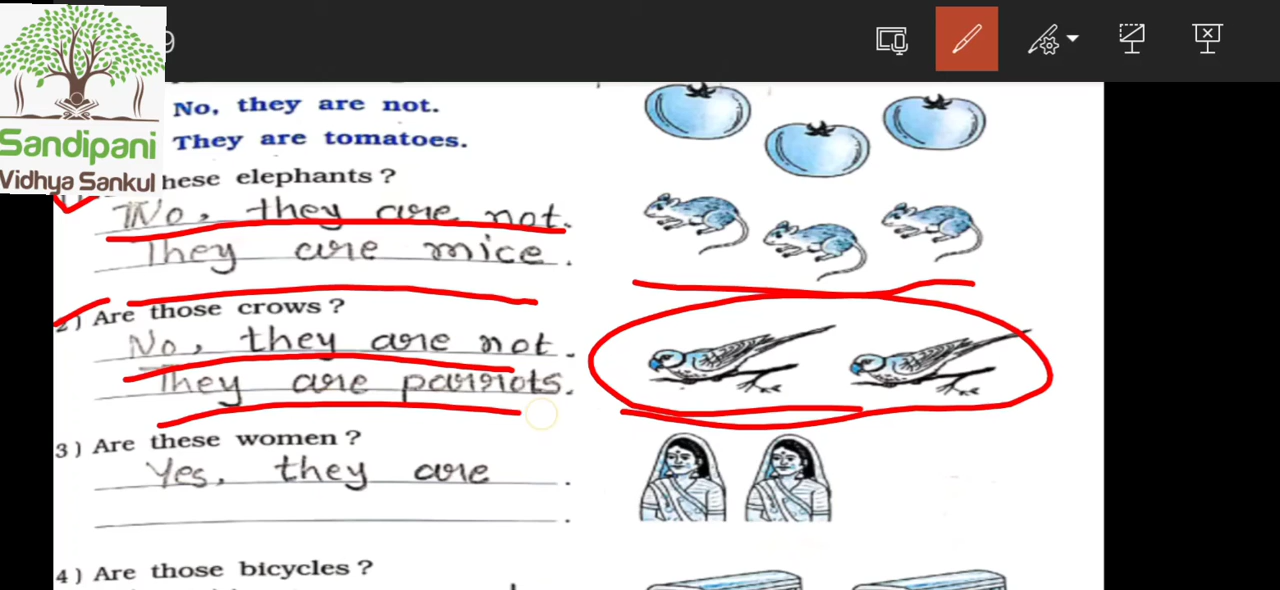 9
Sandipani
Vidhya Sankul
No, they are not.
They are tomatoes.
hese elephants ?
No, they are not.
They are mice.
2) Are those crows ?
No, they are not.
They are parrots.
3) Are these women ?
Yes, they are.
4) Are those bicycles ?